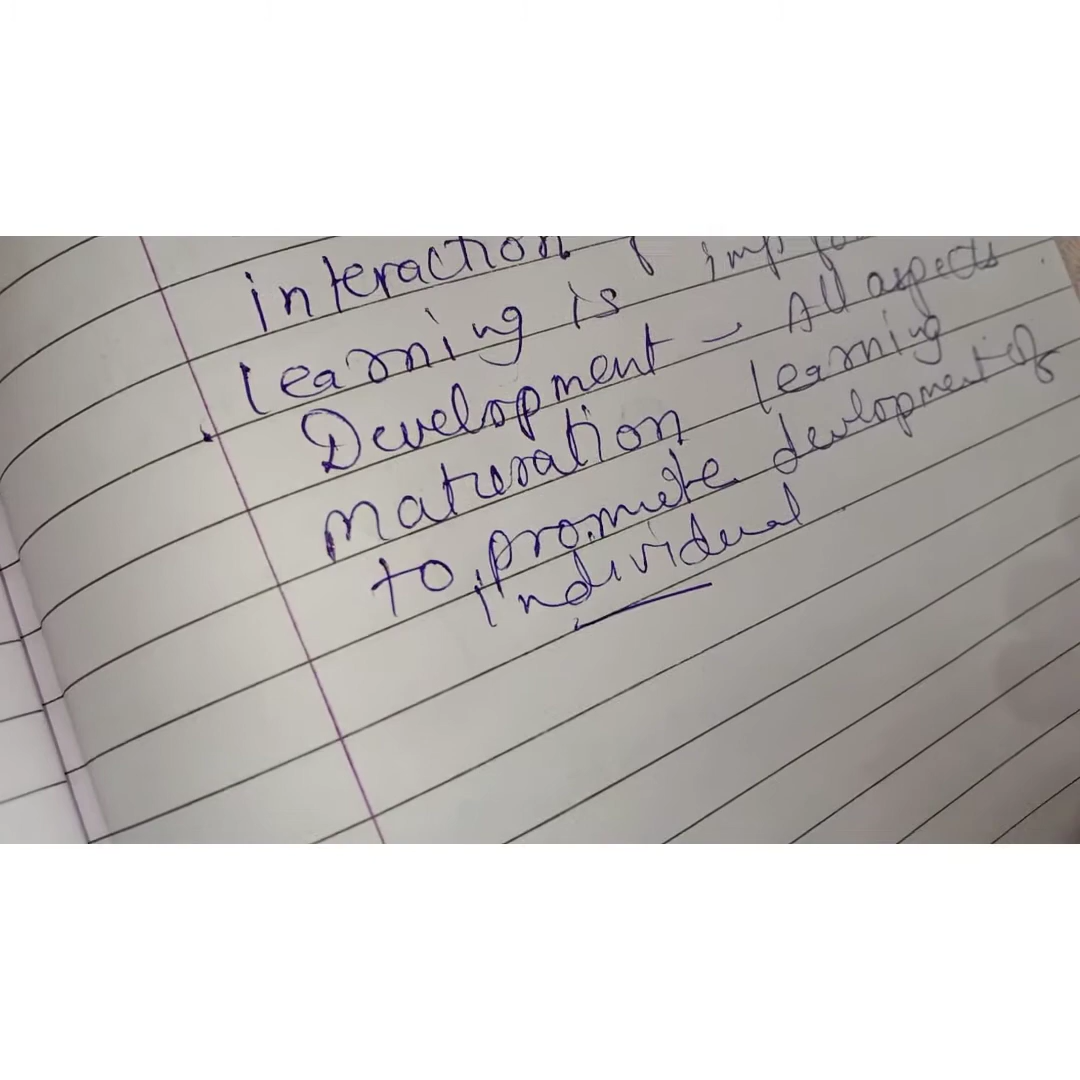 interaction
learning is
Development - All aspects
maturation learning
to promote development of
individual